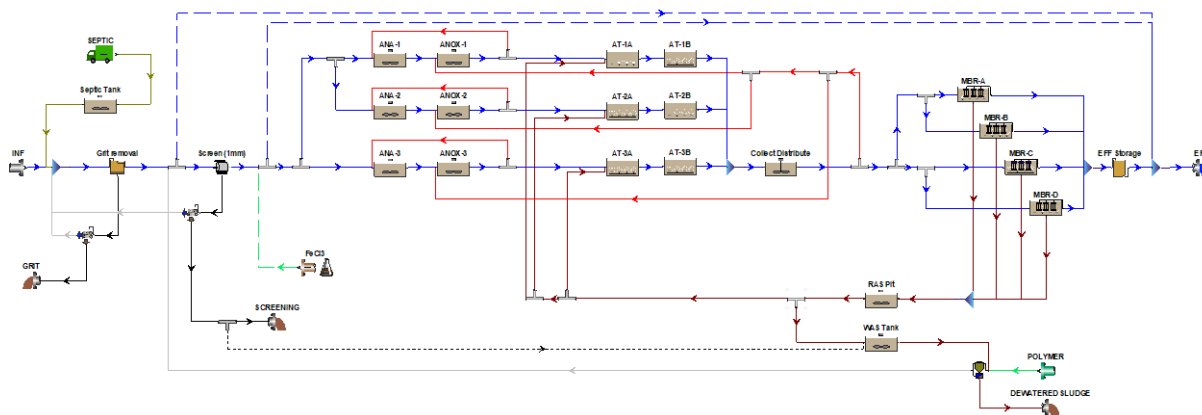 SEPTIC
Septic Tank
INF
Grit removal
Screen (1mm)
GRIT
SCREENING
FeCl3
ANA-1
ANOX-1
AT-1A
AT-1B
ANA-2
ANOX-2
AT-2A
AT-2B
ANA-3
ANOX-3
AT-3A
AT-3B
Collect Distribute
MBR-A
MBR-B
MBR-C
MBR-D
EFF Storage
RAS Pit
WAS Tank
POLYMER
DEWATERED SLUDGE